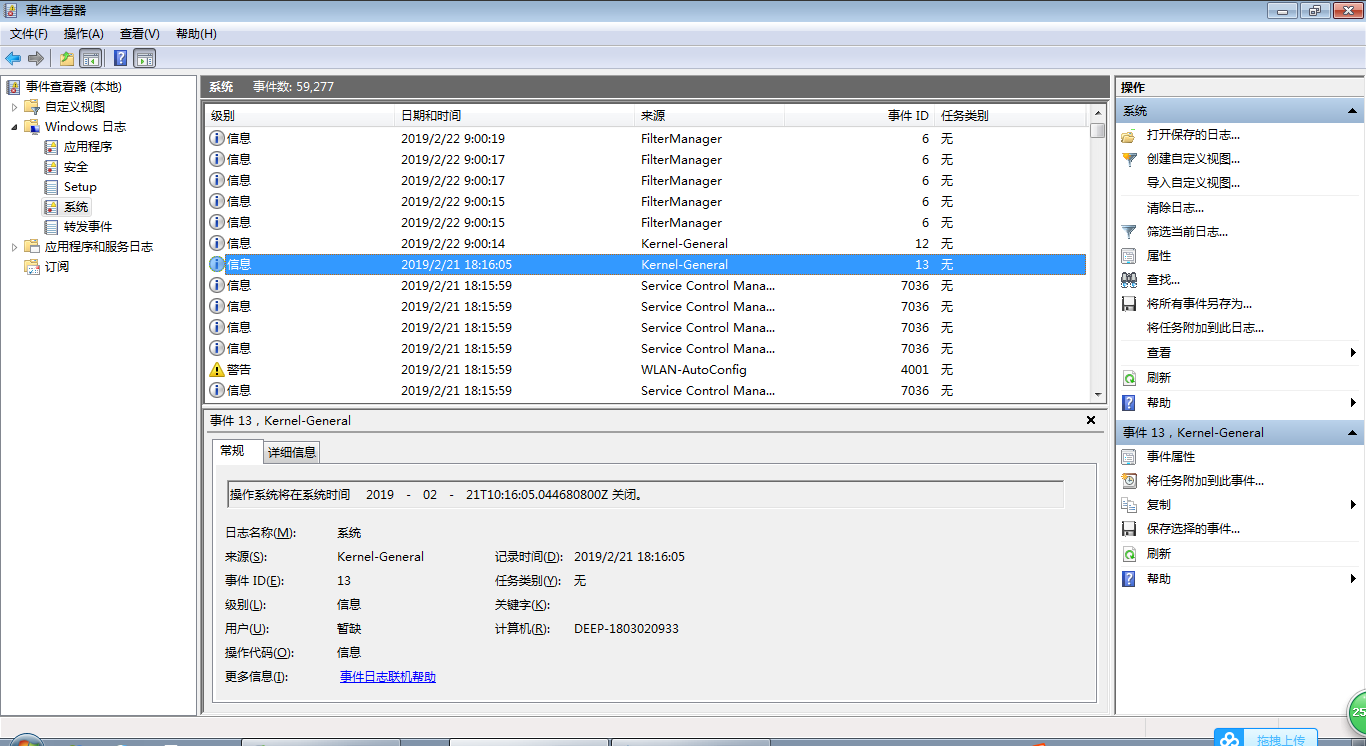 事件查看器
文件(F) 操作(A) 查看(V) 帮助(H)
事件查看器 (本地)
自定义视图
Windows 日志
应用程序
安全
Setup
系统
转发事件
应用程序和服务日志
订阅
系统 事件数: 59,277
级别 日期和时间 来源 事件 ID 任务类别
信息 2019/2/22 9:00:19 FilterManager 6 无
信息 2019/2/22 9:00:17 FilterManager 6 无
信息 2019/2/22 9:00:17 FilterManager 6 无
信息 2019/2/22 9:00:15 FilterManager 6 无
信息 2019/2/22 9:00:15 FilterManager 6 无
信息 2019/2/22 9:00:14 Kernel-General 12 无
信息 2019/2/21 18:16:05 Kernel-General 13 无
信息 2019/2/21 18:15:59 Service Control Mana... 7036 无
信息 2019/2/21 18:15:59 Service Control Mana... 7036 无
信息 2019/2/21 18:15:59 Service Control Mana... 7036 无
信息 2019/2/21 18:15:59 Service Control Mana... 7036 无
警告 2019/2/21 18:15:59 WLAN-AutoConfig 4001 无
信息 2019/2/21 18:15:59 Service Control Mana... 7036 无
事件 13，Kernel-General
常规 详细信息
操作系统将在系统时间 2019 - 02 - 21T10:16:05.044680800Z 关闭。
日志名称(M): 系统
来源(S): Kernel-General 记录时间(D): 2019/2/21 18:16:05
事件 ID(E): 13 任务类别(Y): 无
级别(L): 信息 关键字(K):
用户(U): 暂缺 计算机(R): DEEP-1803020933
操作代码(O): 信息
更多信息(I): 事件日志联机帮助
操作
系统
打开保存的日志...
创建自定义视图...
导入自定义视图...
清除日志...
筛选当前日志...
属性
查找...
将所有事件另存为...
将任务附加到此日志...
查看
刷新
帮助
事件 13，Kernel-General
事件属性
将任务附加到此事件...
复制
保存选择的事件...
刷新
帮助
25
拖拽上传